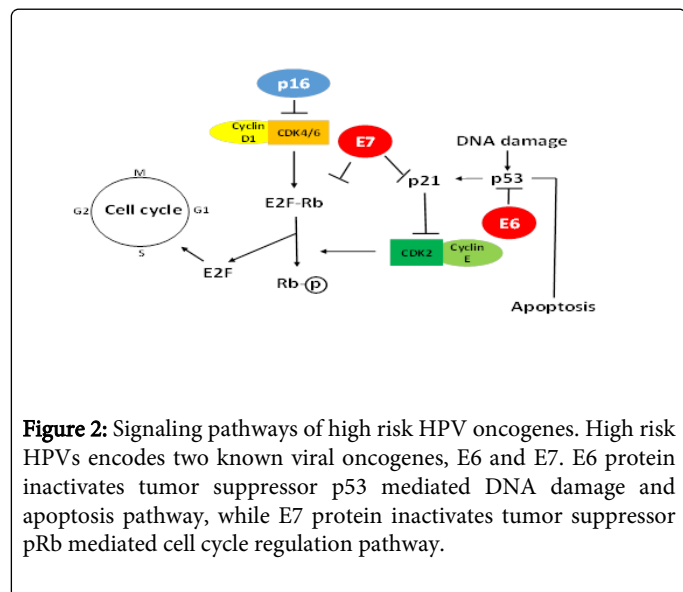 p16
Cyclin
D1
CDK4/6
E7
DNA damage
p21
p53
M
G2
Cell cycle
G1
E2F-Rb
E6
S
CDK2
Cyclin
E
E2F
Rb-p
Apoptosis
Figure 2: Signaling pathways of high risk HPV oncogenes. High risk
HPVs encodes two known viral oncogenes, E6 and E7. E6 protein
inactivates tumor suppressor p53 mediated DNA damage and
apoptosis pathway, while E7 protein inactivates tumor suppressor
pRb mediated cell cycle regulation pathway.